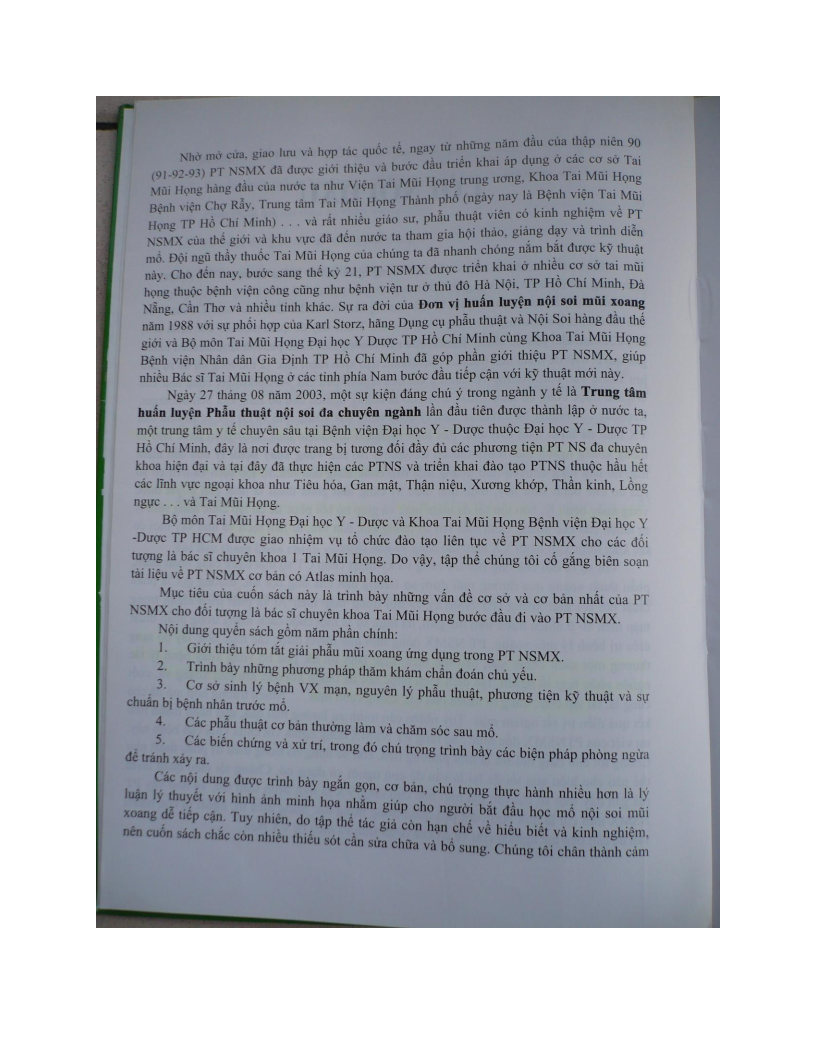 Nhờ mở cửa, giao lưu và hợp tác quốc tế, ngay từ những năm đầu của thập niên 90
(91-92-93) PT NSMX đã được giới thiệu và bước đầu triển khai áp dụng ở các cơ sở Tai
Mũi Họng hàng đầu của nước ta như Viện Tai Mũi Họng trung ương, Khoa Tai Mũi Họng
Bệnh viện Chợ Rẫy, Trung tâm Tai Mũi Họng Thành phố (ngày nay là Bệnh viện Tai Mũi
Họng TP Hồ Chí Minh) . . . và rất nhiều giáo sư, phẫu thuật viên có kinh nghiệm về PT
NSMX của thế giới và khu vực đã đến nước ta tham gia hội thảo, giảng dạy và trình diễn
mổ. Đội ngũ thầy thuốc Tai Mũi Họng của chúng ta đã nhanh chóng nắm bắt được kỹ thuật
này. Cho đến nay, bước sang thế kỷ 21, PT NSMX được triển khai ở nhiều cơ sở tai mũi
họng thuộc bệnh viện công cũng như bệnh viện tư ở thủ đô Hà Nội, TP Hồ Chí Minh, Đà
Nẵng, Cần Thơ và nhiều tỉnh khác. Sự ra đời của Đơn vị huấn luyện nội soi mũi xoang
năm 1988 với sự phối hợp của Karl Storz, hãng Dụng cụ phẫu thuật và Nội Soi hàng đầu thế
giới và Bộ môn Tai Mũi Họng Đại học Y Dược TP Hồ Chí Minh cùng Khoa Tai Mũi Họng
Bệnh viện Nhân dân Gia Định TP Hồ Chí Minh đã góp phần giới thiệu PT NSMX, giúp
nhiều Bác sĩ Tai Mũi Họng ở các tỉnh phía Nam bước đầu tiếp cận với kỹ thuật mới này.
Ngày 27 tháng 08 năm 2003, một sự kiện đáng chú ý trong ngành y tế là Trung tâm
huấn luyện Phẫu thuật nội soi đa chuyên ngành lần đầu tiên được thành lập ở nước ta,
một trung tâm y tế chuyên sâu tại Bệnh viện Đại học Y - Dược thuộc Đại học Y - Dược TP
Hồ Chí Minh, đây là nơi được trang bị tương đối đầy đủ các phương tiện PT NS đa chuyên
khoa hiện đại và tại đây đã thực hiện các PTNS và triển khai đào tạo PTNS thuộc hầu hết
các lĩnh vực ngoại khoa như Tiêu hóa, Gan mật, Thận niệu, Xương khớp, Thần kinh, Lồng
ngực . . . và Tai Mũi Họng.
Bộ môn Tai Mũi Họng Đại học Y - Dược và Khoa Tai Mũi Họng Bệnh viện Đại học Y
-Dược TP HCM được giao nhiệm vụ tổ chức đào tạo liên tục về PT NSMX cho các đối
tượng là bác sĩ chuyên khoa 1 Tai Mũi Họng. Do vậy, tập thể chúng tôi cố gắng biên soạn
tài liệu về PT NSMX cơ bản có Atlas minh họa.
Mục tiêu của cuốn sách này là trình bày những vấn đề cơ sở và cơ bản nhất của PT
NSMX cho đối tượng là bác sĩ chuyên khoa Tai Mũi Họng bước đầu đi vào PT NSMX.
Nội dung quyển sách gồm năm phần chính:
1. Giới thiệu tóm tắt giải phẫu mũi xoang ứng dụng trong PT NSMX.
2. Trình bày những phương pháp thăm khám chẩn đoán chủ yếu.
3. Cơ sở sinh lý bệnh VX mạn, nguyên lý phẫu thuật, phương tiện kỹ thuật và sự
chuẩn bị bệnh nhân trước mổ.
4. Các phẫu thuật cơ bản thường làm và chăm sóc sau mổ.
5. Các biến chứng và xử trí, trong đó chú trọng trình bày các biện pháp phòng ngừa
để tránh xảy ra.
Các nội dung được trình bày ngắn gọn, cơ bản, chú trọng thực hành nhiều hơn là lý
luận lý thuyết với hình ảnh minh họa nhằm giúp cho người bắt đầu học mổ nội soi mũi
xoang dễ tiếp cận. Tuy nhiên, do tập thể tác giả còn hạn chế về hiểu biết và kinh nghiệm,
nên cuốn sách chắc còn nhiều thiếu sót cần sửa chữa và bổ sung. Chúng tôi chân thành cảm